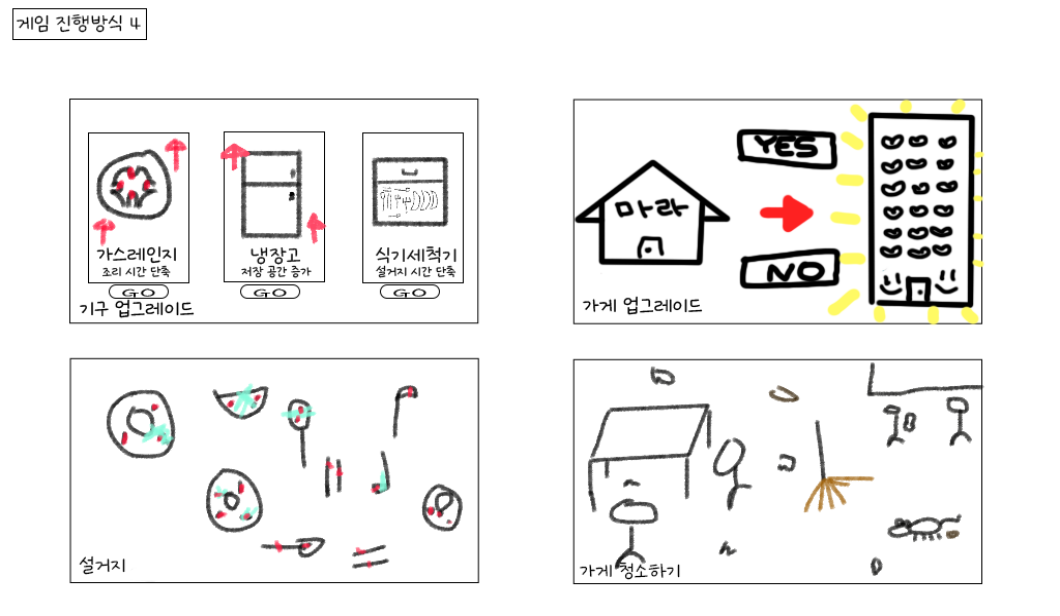 게임 진행방식 4
가스레인지
조리 시간 단축
GO
냉장고
저장 공간 증가
GO
식기세척기
설거지 시간 단축
GO
기구 업그레이드
마라
YES
NO
가게 업그레이드
설거지
가게 청소하기